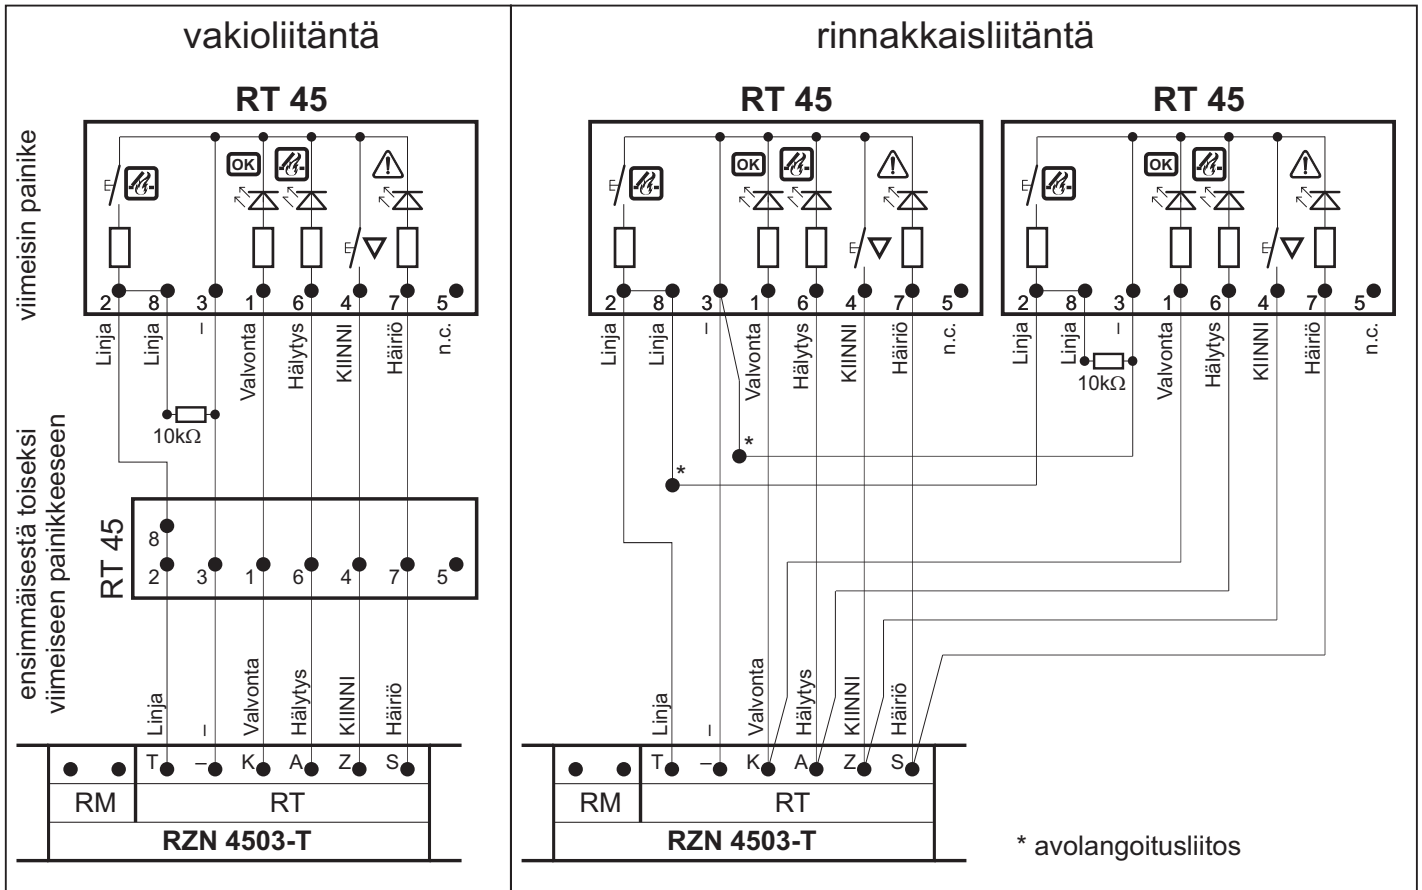 vakioliitäntä
RT 45
viimeisin painike
OK
2 8 3 1 6 4 7 5
Linja
Linja
–
Valvonta
Hälytys
KIINNI
Häiriö
n.c.
10kΩ
ensimmäisestä toiseksi
viimeiseen painikkeeseen
RT 45
8
2 3 1 6 4 7 5
Linja
–
Valvonta
Hälytys
KIINNI
Häiriö
T – K A Z S
RM RT
RZN 4503-T
rinnakkaisliitäntä
RT 45
OK
2 8 3 1 6 4 7 5
Linja
Linja
–
Valvonta
Hälytys
KIINNI
Häiriö
n.c.
RT 45
OK
2 8 3 1 6 4 7 5
Linja
Linja
–
Valvonta
Hälytys
KIINNI
Häiriö
n.c.
10kΩ
*
*
Linja
–
Valvonta
Hälytys
KIINNI
Häiriö
T – K A Z S
RM RT
RZN 4503-T
* avolangoitusliitos